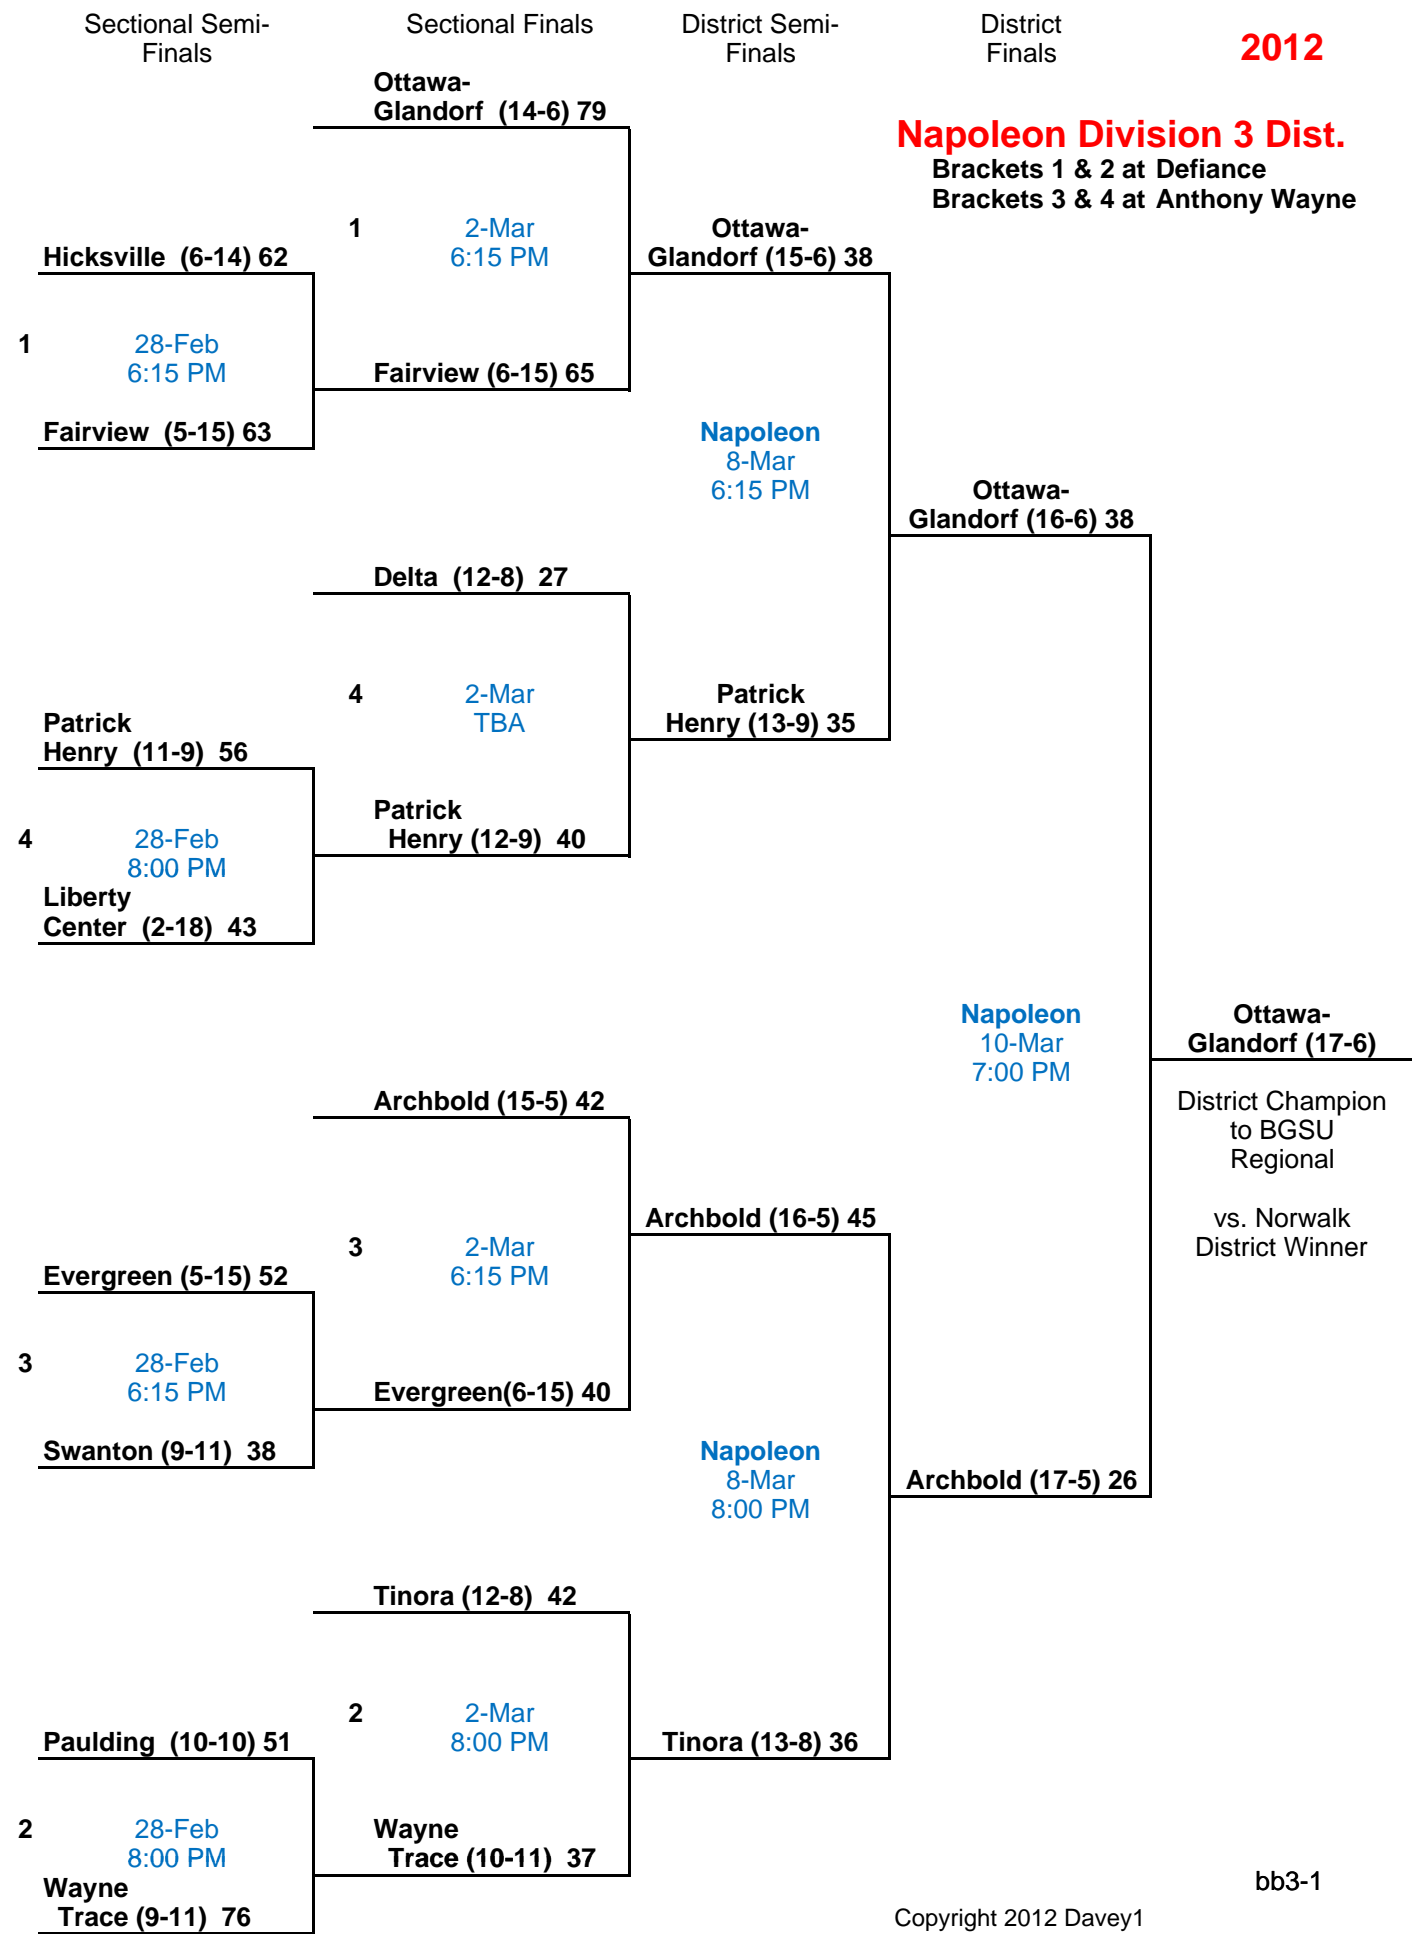 Sectional Semi-
Finals
Sectional Finals
District Semi-
Finals
District
Finals
2012
Napoleon Division 3 Dist.
Brackets 1 & 2 at Defiance
Brackets 3 & 4 at Anthony Wayne
Ottawa-
Glandorf (14-6) 79
1
2-Mar
6:15 PM
Ottawa-
Glandorf (15-6) 38
Hicksville (6-14) 62
1
28-Feb
6:15 PM
Fairview (6-15) 65
Fairview (5-15) 63
Napoleon
8-Mar
6:15 PM
Ottawa-
Glandorf (16-6) 38
Delta (12-8) 27
4
2-Mar
TBA
Patrick
Henry (13-9) 35
Patrick
Henry (11-9) 56
Patrick
Henry (12-9) 40
4
28-Feb
8:00 PM
Liberty
Center (2-18) 43
Napoleon
10-Mar
7:00 PM
Ottawa-
Glandorf (17-6)
District Champion
to BGSU
Regional
vs. Norwalk
District Winner
Archbold (15-5) 42
Archbold (16-5) 45
3
2-Mar
6:15 PM
Evergreen (5-15) 52
3
28-Feb
6:15 PM
Evergreen(6-15) 40
Swanton (9-11) 38
Napoleon
8-Mar
8:00 PM
Archbold (17-5) 26
Tinora (12-8) 42
2
2-Mar
8:00 PM
Tinora (13-8) 36
Paulding (10-10) 51
2
28-Feb
8:00 PM
Wayne
Trace (10-11) 37
Wayne
Trace (9-11) 76
bb3-1
Copyright 2012 Davey1